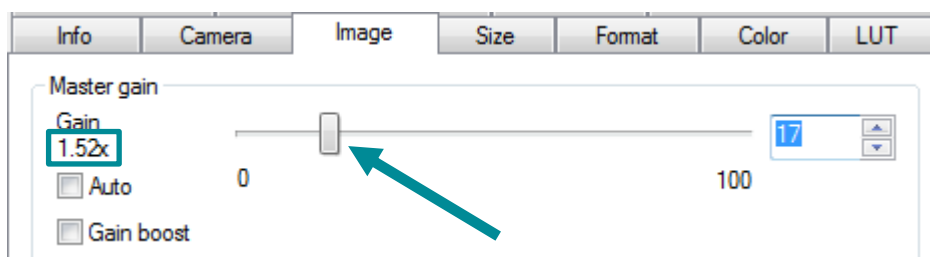 Info Camera Image Size Format Color LUT
Master gain
Gain
1.52x
17
Auto
0
100
Gain boost